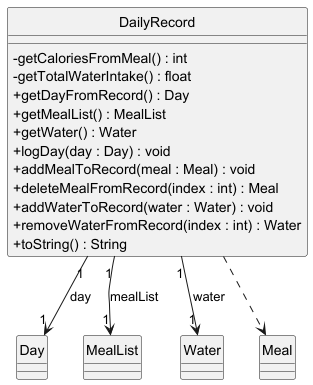 DailyRecord
-getCaloriesFromMeal() : int
-getTotalWaterIntake() : float
+getDayFromRecord() : Day
+getMealList() : MealList
+getWater() : Water
+logDay(day : Day) : void
+addMealToRecord(meal : Meal) : void
+deleteMealFromRecord(index : int) : Meal
+addWaterToRecord(water : Water) : void
+removeWaterFromRecord(index : int) : Water
+toString() : String
1 1 1
day mealList water
1 1 1
Day MealList Water Meal